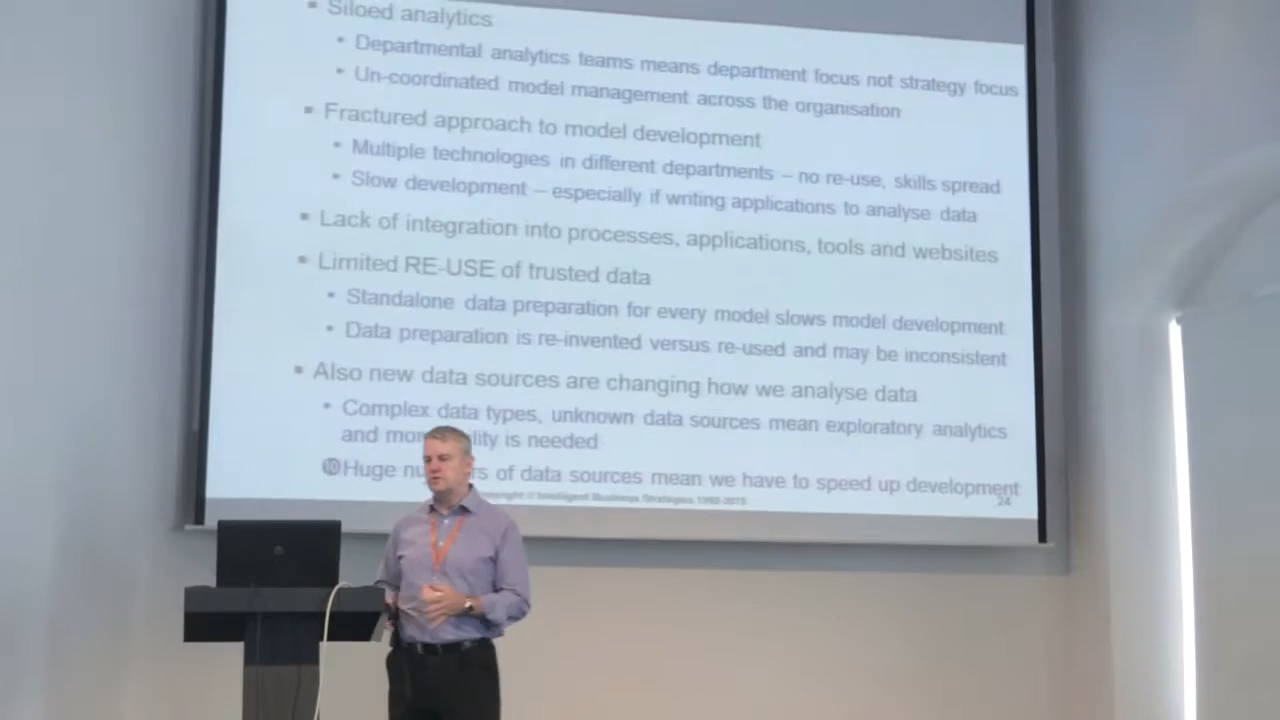 ▪ Siloed analytics
• Departmental analytics teams means department focus not strategy focus
• Un-coordinated model management across the organisation
▪ Fractured approach to model development
• Multiple technologies in different departments – no re-use, skills spread
• Slow development – especially if writing applications to analyse data
▪ Lack of integration into processes, applications, tools and websites
▪ Limited RE-USE of trusted data
• Standalone data preparation for every model slows model development
• Data preparation is re-invented versus re-used and may be inconsistent
▪ Also new data sources are changing how we analyse data
• Complex data types, unknown data sources mean exploratory analytics
and is needed
⓾Huge of data sources mean we have to speed up development
© Intelligent Business Strategies
24